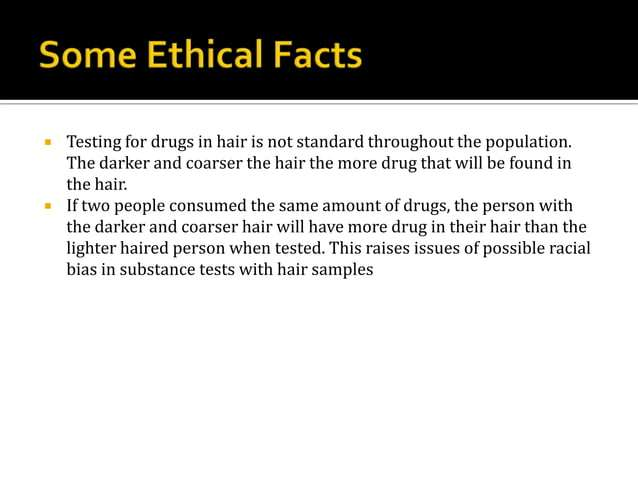 Some Ethical Facts
Testing for drugs in hair is not standard throughout the population.
The darker and coarser the hair the more drug that will be found in
the hair.
If two people consumed the same amount of drugs, the person with
the darker and coarser hair will have more drug in their hair than the
lighter haired person when tested. This raises issues of possible racial
bias in substance tests with hair samples